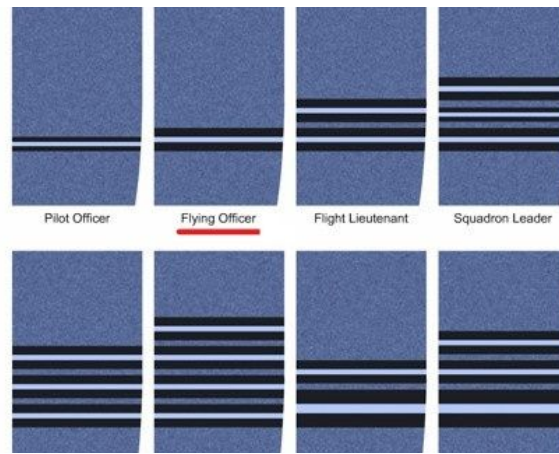 Pilot Officer
Flying Officer
Flight Lieutenant
Squadron Leader